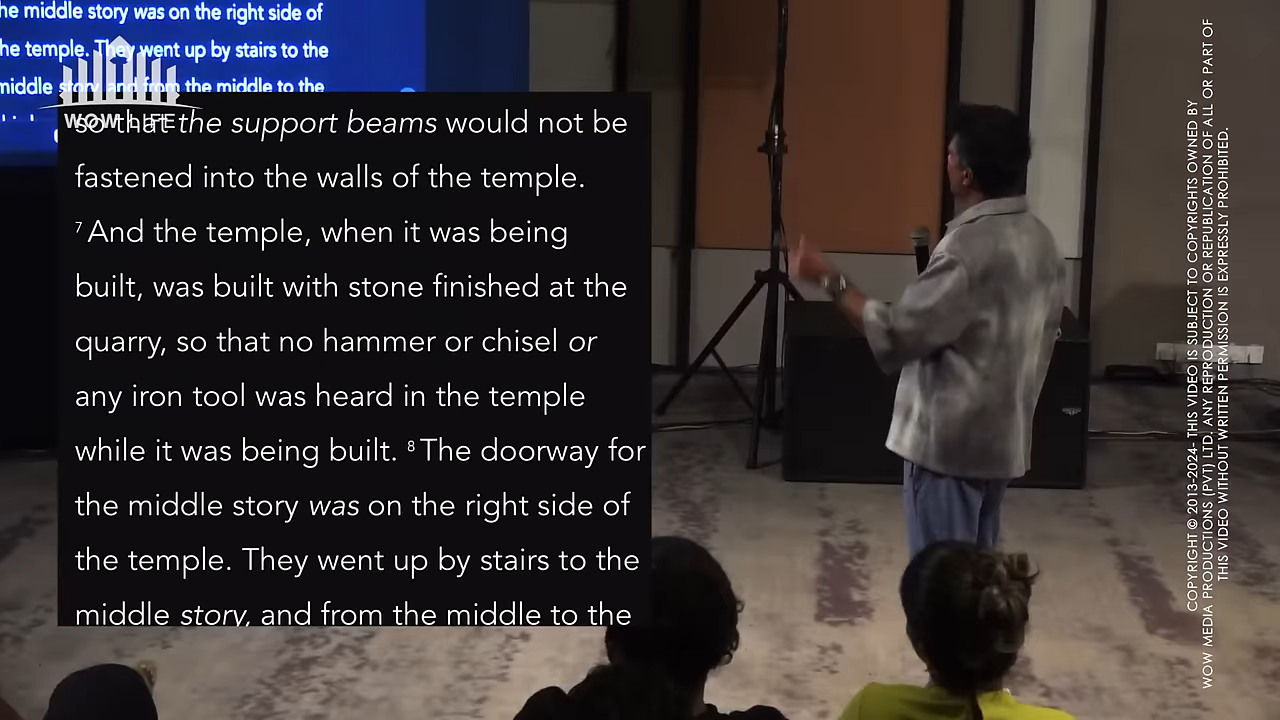 he middle story was on the right side of
he temple. They went up by stairs to the
middle story, and from the middle to the
WOW LIFE
so that the support beams would not be
fastened into the walls of the temple.
7 And the temple, when it was being
built, was built with stone finished at the
quarry, so that no hammer or chisel or
any iron tool was heard in the temple
while it was being built. 8 The doorway for
the middle story was on the right side of
the temple. They went up by stairs to the
middle story, and from the middle to the
COPYRIGHT © 2013-2024- THIS VIDEO IS SUBJECT TO COPYRIGHTS OWNED BY
WOW MEDIA PRODUCTIONS (PVT) LTD. ANY REPRODUCTION OR REPUBLICATION OF ALL OR PART OF
THIS VIDEO WITHOUT WRITTEN PERMISSION IS EXPRESSLY PROHIBITED.